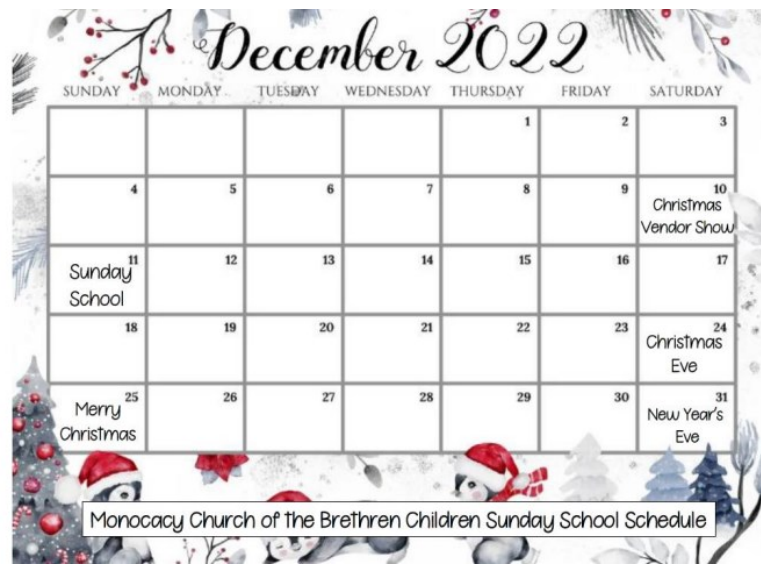 December 2022
SUNDAY MONDAY TUESDAY WEDNESDAY THURSDAY FRIDAY SATURDAY
1 2 3
4 5 6 7 8 9 10
Christmas
Vendor Show
11 12 13 14 15 16 17
Sunday
School
18 19 20 21 22 23 24
Christmas
Eve
25 26 27 28 29 30 31
Merry
Christmas
New Year's
Eve
Monocacy Church of the Brethren Children Sunday School Schedule